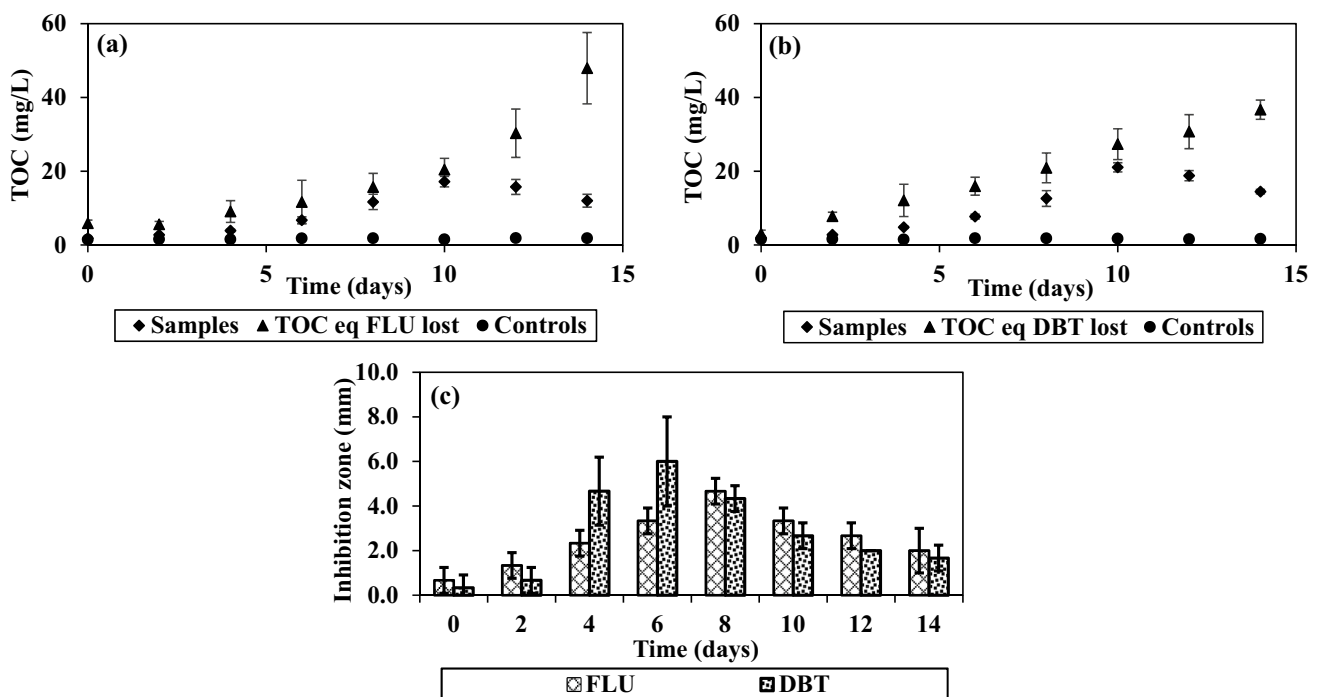 (a)
TOC (mg/L)
60
40
20
0
0 5 10 15
Time (days)
◆ Samples ▲ TOC eq FLU lost ● Controls
(b)
TOC (mg/L)
60
40
20
0
0 5 10 15
Time (days)
◆ Samples ▲ TOC eq DBT lost ● Controls
(c)
Inhibition zone (mm)
10.0
8.0
6.0
4.0
2.0
0.0
0 2 4 6 8 10 12 14
Time (days)
FLU DBT